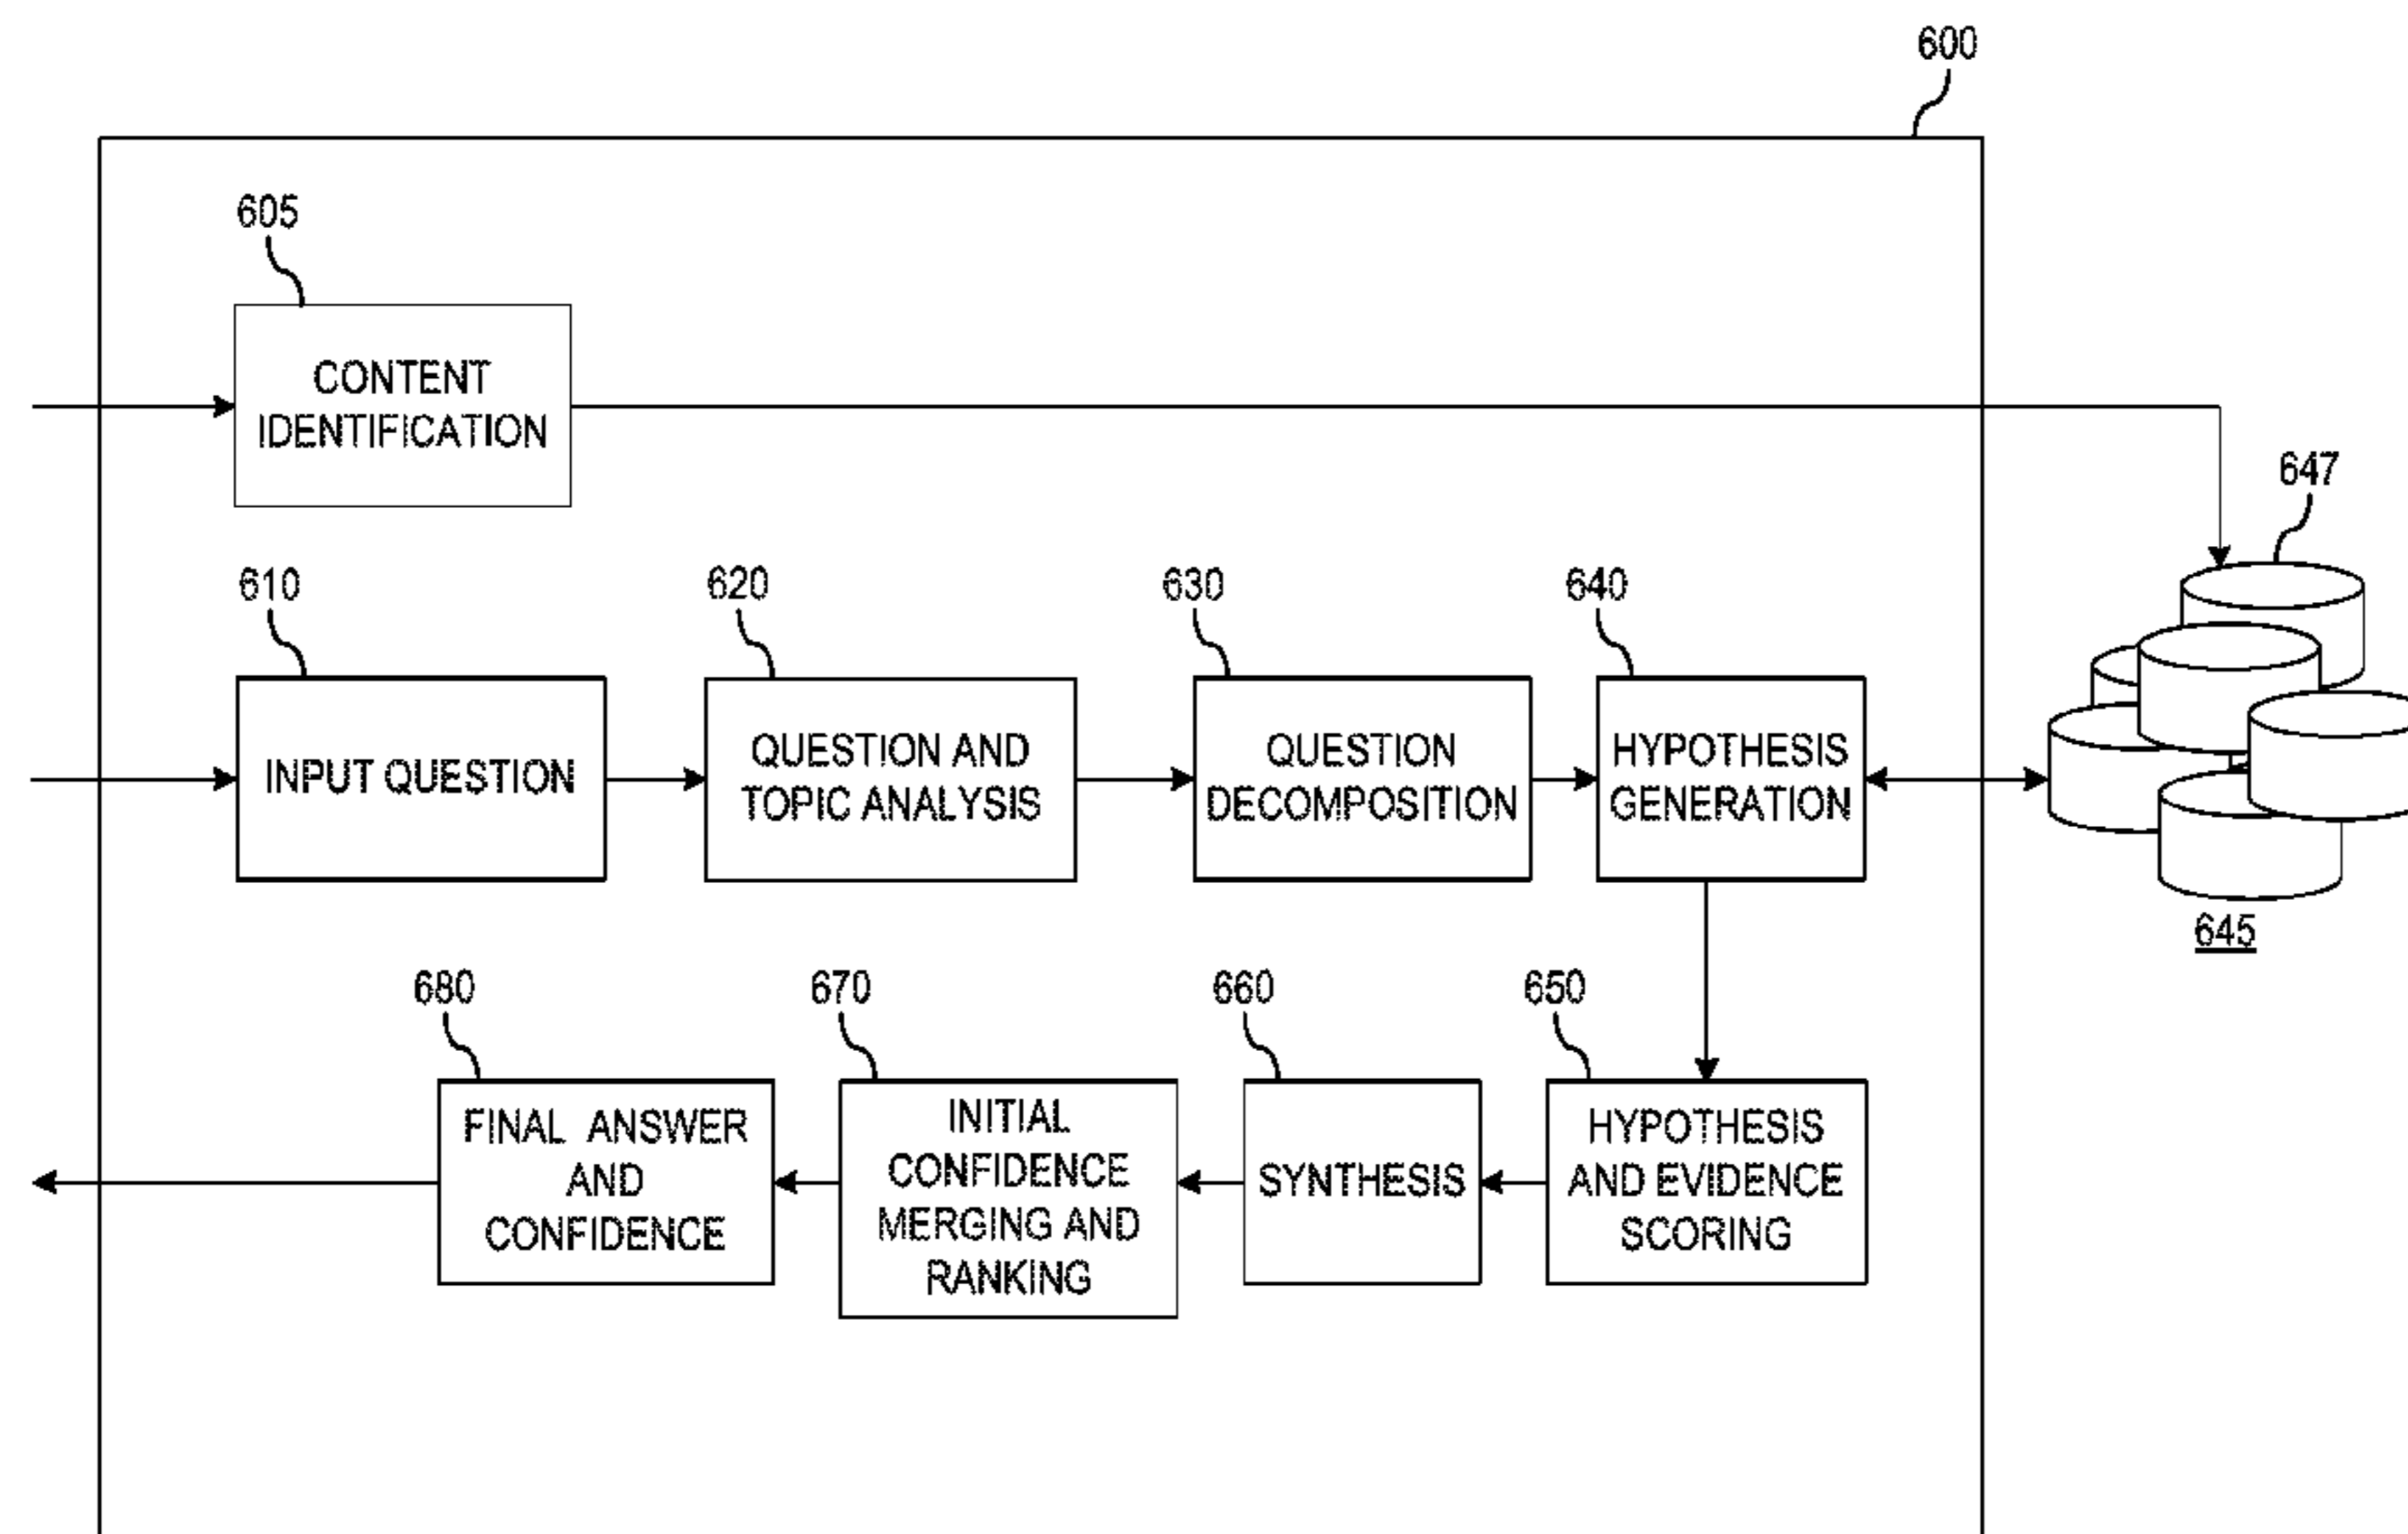 600
605
CONTENT
IDENTIFICATION
647
610
620
630
640
INPUT QUESTION
QUESTION AND
TOPIC ANALYSIS
QUESTION
DECOMPOSITION
HYPOTHESIS
GENERATION
645
680
670
660
650
FINAL ANSWER
AND
CONFIDENCE
INITIAL
CONFIDENCE
MERGING AND
RANKING
SYNTHESIS
HYPOTHESIS
AND EVIDENCE
SCORING